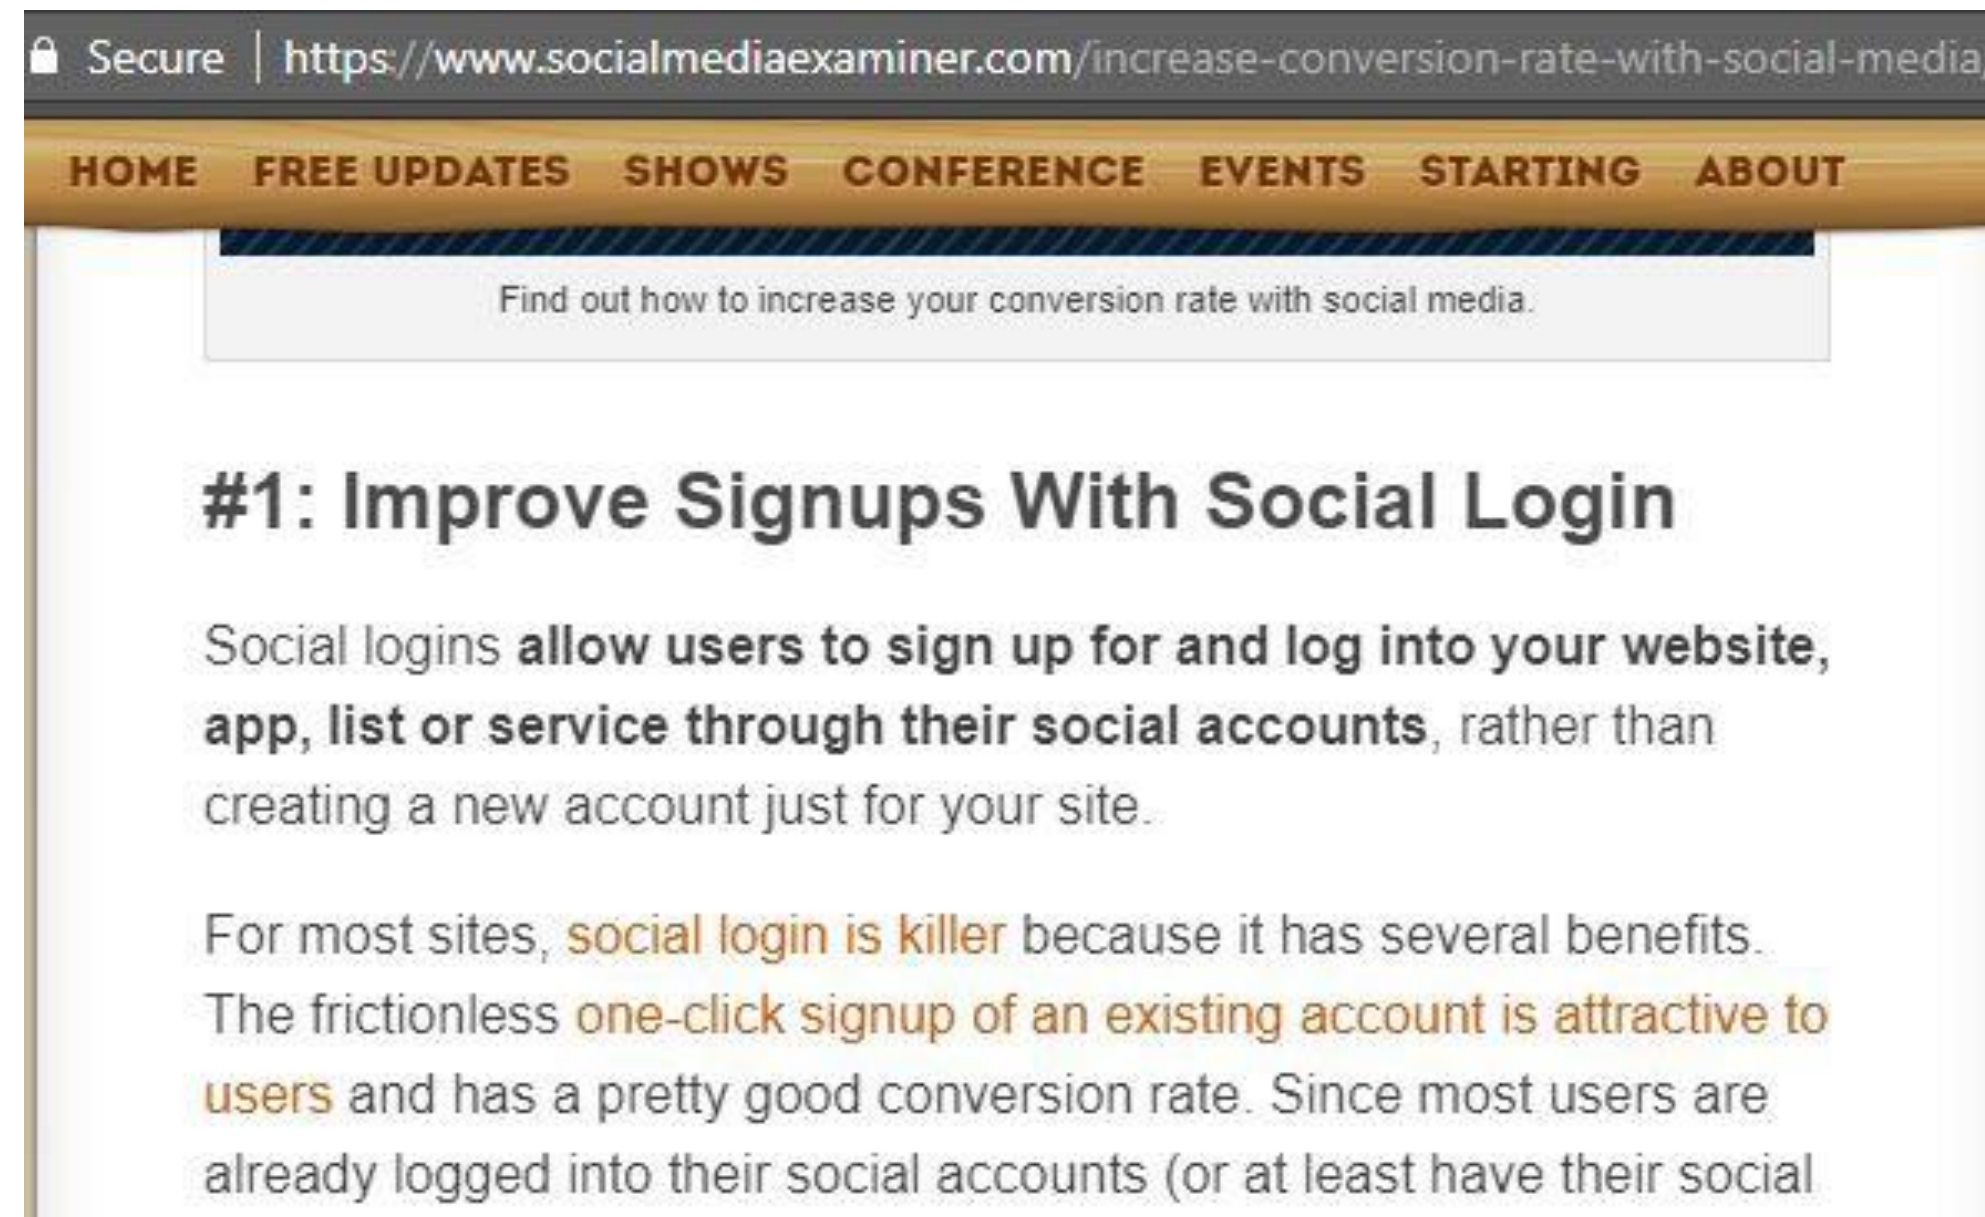 Secure | https://www.socialmediaexaminer.com/increase-conversion-rate-with-social-media/
HOME FREE UPDATES SHOWS CONFERENCE EVENTS STARTING ABOUT
Find out how to increase your conversion rate with social media.
#1: Improve Signups With Social Login
Social logins allow users to sign up for and log into your website,
app, list or service through their social accounts, rather than
creating a new account just for your site.
For most sites, social login is killer because it has several benefits.
The frictionless one-click signup of an existing account is attractive to
users and has a pretty good conversion rate. Since most users are
already logged into their social accounts (or at least have their social